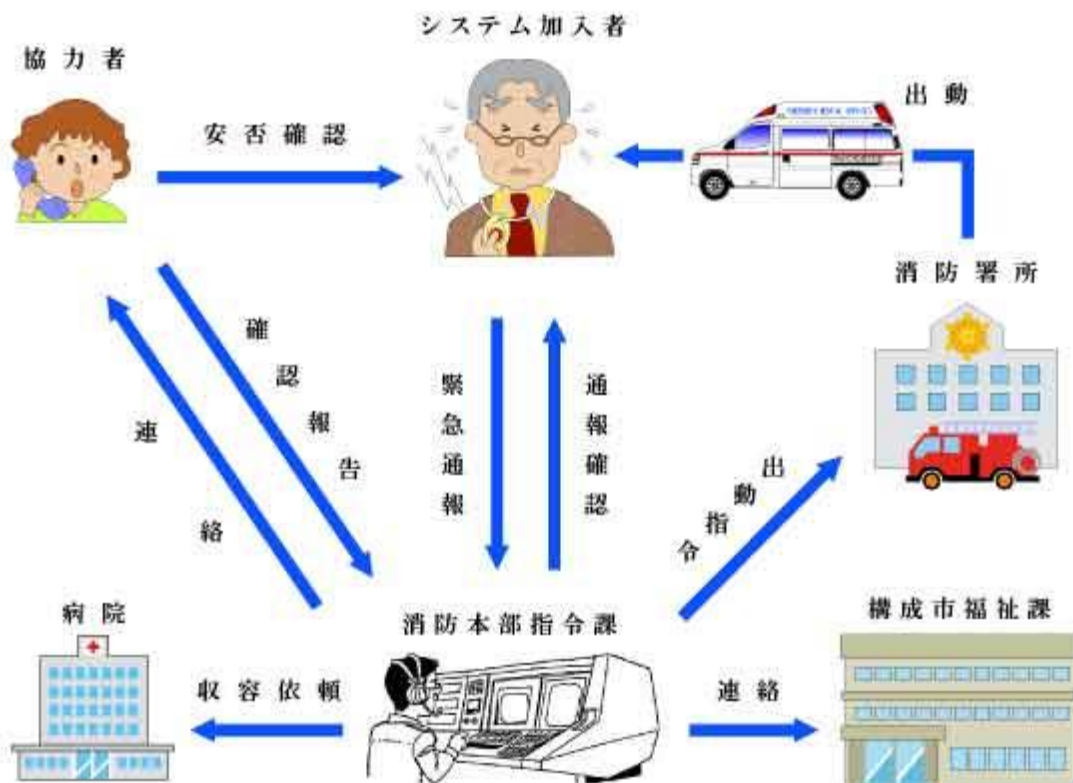 システム加入者
協力者
出動
安否確認
消防署所
確認報告
連絡
緊急通報
通報確認
出動指令
病院
消防本部指令課
構成市福祉課
収容依頼
連絡